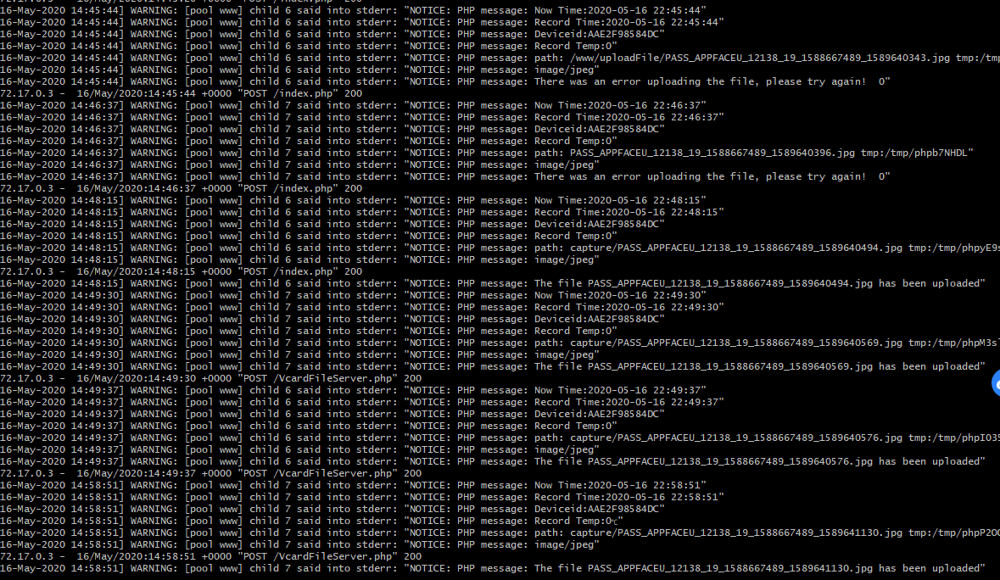 72.17.0.3 -  16/May/2020:14:43:20 +0000 "POST /index.php" 200
16-May-2020 14:45:44] WARNING: [pool www] child 6 said into stderr: "NOTICE: PHP message: Now Time:2020-05-16 22:45:44"
16-May-2020 14:45:44] WARNING: [pool www] child 6 said into stderr: "NOTICE: PHP message: Record Time:2020-05-16 22:45:44"
16-May-2020 14:45:44] WARNING: [pool www] child 6 said into stderr: "NOTICE: PHP message: Deviceid:AAE2F98584DC"
16-May-2020 14:45:44] WARNING: [pool www] child 6 said into stderr: "NOTICE: PHP message: Record Temp:0"
16-May-2020 14:45:44] WARNING: [pool www] child 6 said into stderr: "NOTICE: PHP message: path: /www/uploadFile/PASS_APPFACEU_12138_19_1588667489_1589640343.jpg tmp:/tmp
16-May-2020 14:45:44] WARNING: [pool www] child 6 said into stderr: "NOTICE: PHP message: image/jpeg"
16-May-2020 14:45:44] WARNING: [pool www] child 6 said into stderr: "NOTICE: PHP message: There was an error uploading the file, please try again!  0"
72.17.0.3 -  16/May/2020:14:45:44 +0000 "POST /index.php" 200
16-May-2020 14:46:37] WARNING: [pool www] child 7 said into stderr: "NOTICE: PHP message: Now Time:2020-05-16 22:46:37"
16-May-2020 14:46:37] WARNING: [pool www] child 7 said into stderr: "NOTICE: PHP message: Record Time:2020-05-16 22:46:37"
16-May-2020 14:46:37] WARNING: [pool www] child 7 said into stderr: "NOTICE: PHP message: Deviceid:AAE2F98584DC"
16-May-2020 14:46:37] WARNING: [pool www] child 7 said into stderr: "NOTICE: PHP message: Record Temp:0"
16-May-2020 14:46:37] WARNING: [pool www] child 7 said into stderr: "NOTICE: PHP message: path: PASS_APPFACEU_12138_19_1588667489_1589640396.jpg tmp:/tmp/phpb7NHDL"
16-May-2020 14:46:37] WARNING: [pool www] child 7 said into stderr: "NOTICE: PHP message: image/jpeg"
16-May-2020 14:46:37] WARNING: [pool www] child 7 said into stderr: "NOTICE: PHP message: There was an error uploading the file, please try again!  0"
72.17.0.3 -  16/May/2020:14:46:37 +0000 "POST /index.php" 200
16-May-2020 14:48:15] WARNING: [pool www] child 6 said into stderr: "NOTICE: PHP message: Now Time:2020-05-16 22:48:15"
16-May-2020 14:48:15] WARNING: [pool www] child 6 said into stderr: "NOTICE: PHP message: Record Time:2020-05-16 22:48:15"
16-May-2020 14:48:15] WARNING: [pool www] child 6 said into stderr: "NOTICE: PHP message: Deviceid:AAE2F98584DC"
16-May-2020 14:48:15] WARNING: [pool www] child 6 said into stderr: "NOTICE: PHP message: Record Temp:0"
16-May-2020 14:48:15] WARNING: [pool www] child 6 said into stderr: "NOTICE: PHP message: path: capture/PASS_APPFACEU_12138_19_1588667489_1589640494.jpg tmp:/tmp/phpyE9s
16-May-2020 14:48:15] WARNING: [pool www] child 6 said into stderr: "NOTICE: PHP message: image/jpeg"
72.17.0.3 -  16/May/2020:14:48:15 +0000 "POST /index.php" 200
16-May-2020 14:48:15] WARNING: [pool www] child 6 said into stderr: "NOTICE: PHP message: The file PASS_APPFACEU_12138_19_1588667489_1589640494.jpg has been uploaded"
16-May-2020 14:49:30] WARNING: [pool www] child 7 said into stderr: "NOTICE: PHP message: Now Time:2020-05-16 22:49:30"
16-May-2020 14:49:30] WARNING: [pool www] child 7 said into stderr: "NOTICE: PHP message: Record Time:2020-05-16 22:49:30"
16-May-2020 14:49:30] WARNING: [pool www] child 7 said into stderr: "NOTICE: PHP message: Deviceid:AAE2F98584DC"
16-May-2020 14:49:30] WARNING: [pool www] child 7 said into stderr: "NOTICE: PHP message: Record Temp:0"
16-May-2020 14:49:30] WARNING: [pool www] child 7 said into stderr: "NOTICE: PHP message: path: capture/PASS_APPFACEU_12138_19_1588667489_1589640569.jpg tmp:/tmp/phpM3sl
16-May-2020 14:49:30] WARNING: [pool www] child 7 said into stderr: "NOTICE: PHP message: image/jpeg"
16-May-2020 14:49:30] WARNING: [pool www] child 7 said into stderr: "NOTICE: PHP message: The file PASS_APPFACEU_12138_19_1588667489_1589640569.jpg has been uploaded"
72.17.0.3 -  16/May/2020:14:49:30 +0000 "POST /VcardFileServer.php" 200
16-May-2020 14:49:37] WARNING: [pool www] child 6 said into stderr: "NOTICE: PHP message: Now Time:2020-05-16 22:49:37"
16-May-2020 14:49:37] WARNING: [pool www] child 6 said into stderr: "NOTICE: PHP message: Record Time:2020-05-16 22:49:37"
16-May-2020 14:49:37] WARNING: [pool www] child 6 said into stderr: "NOTICE: PHP message: Deviceid:AAE2F98584DC"
16-May-2020 14:49:37] WARNING: [pool www] child 6 said into stderr: "NOTICE: PHP message: Record Temp:0"
16-May-2020 14:49:37] WARNING: [pool www] child 6 said into stderr: "NOTICE: PHP message: path: capture/PASS_APPFACEU_12138_19_1588667489_1589640576.jpg tmp:/tmp/phpIO35
16-May-2020 14:49:37] WARNING: [pool www] child 6 said into stderr: "NOTICE: PHP message: image/jpeg"
16-May-2020 14:49:37] WARNING: [pool www] child 6 said into stderr: "NOTICE: PHP message: The file PASS_APPFACEU_12138_19_1588667489_1589640576.jpg has been uploaded"
72.17.0.3 -  16/May/2020:14:49:37 +0000 "POST /VcardFileServer.php" 200
16-May-2020 14:58:51] WARNING: [pool www] child 7 said into stderr: "NOTICE: PHP message: Now Time:2020-05-16 22:58:51"
16-May-2020 14:58:51] WARNING: [pool www] child 7 said into stderr: "NOTICE: PHP message: Record Time:2020-05-16 22:58:51"
16-May-2020 14:58:51] WARNING: [pool www] child 7 said into stderr: "NOTICE: PHP message: Deviceid:AAE2F98584DC"
16-May-2020 14:58:51] WARNING: [pool www] child 7 said into stderr: "NOTICE: PHP message: Record Temp:0℃"
16-May-2020 14:58:51] WARNING: [pool www] child 7 said into stderr: "NOTICE: PHP message: path: capture/PASS_APPFACEU_12138_19_1588667489_1589641130.jpg tmp:/tmp/phpP2OO
16-May-2020 14:58:51] WARNING: [pool www] child 7 said into stderr: "NOTICE: PHP message: image/jpeg"
72.17.0.3 -  16/May/2020:14:58:51 +0000 "POST /VcardFileServer.php" 200
16-May-2020 14:58:51] WARNING: [pool www] child 7 said into stderr: "NOTICE: PHP message: The file PASS_APPFACEU_12138_19_1588667489_1589641130.jpg has been uploaded"